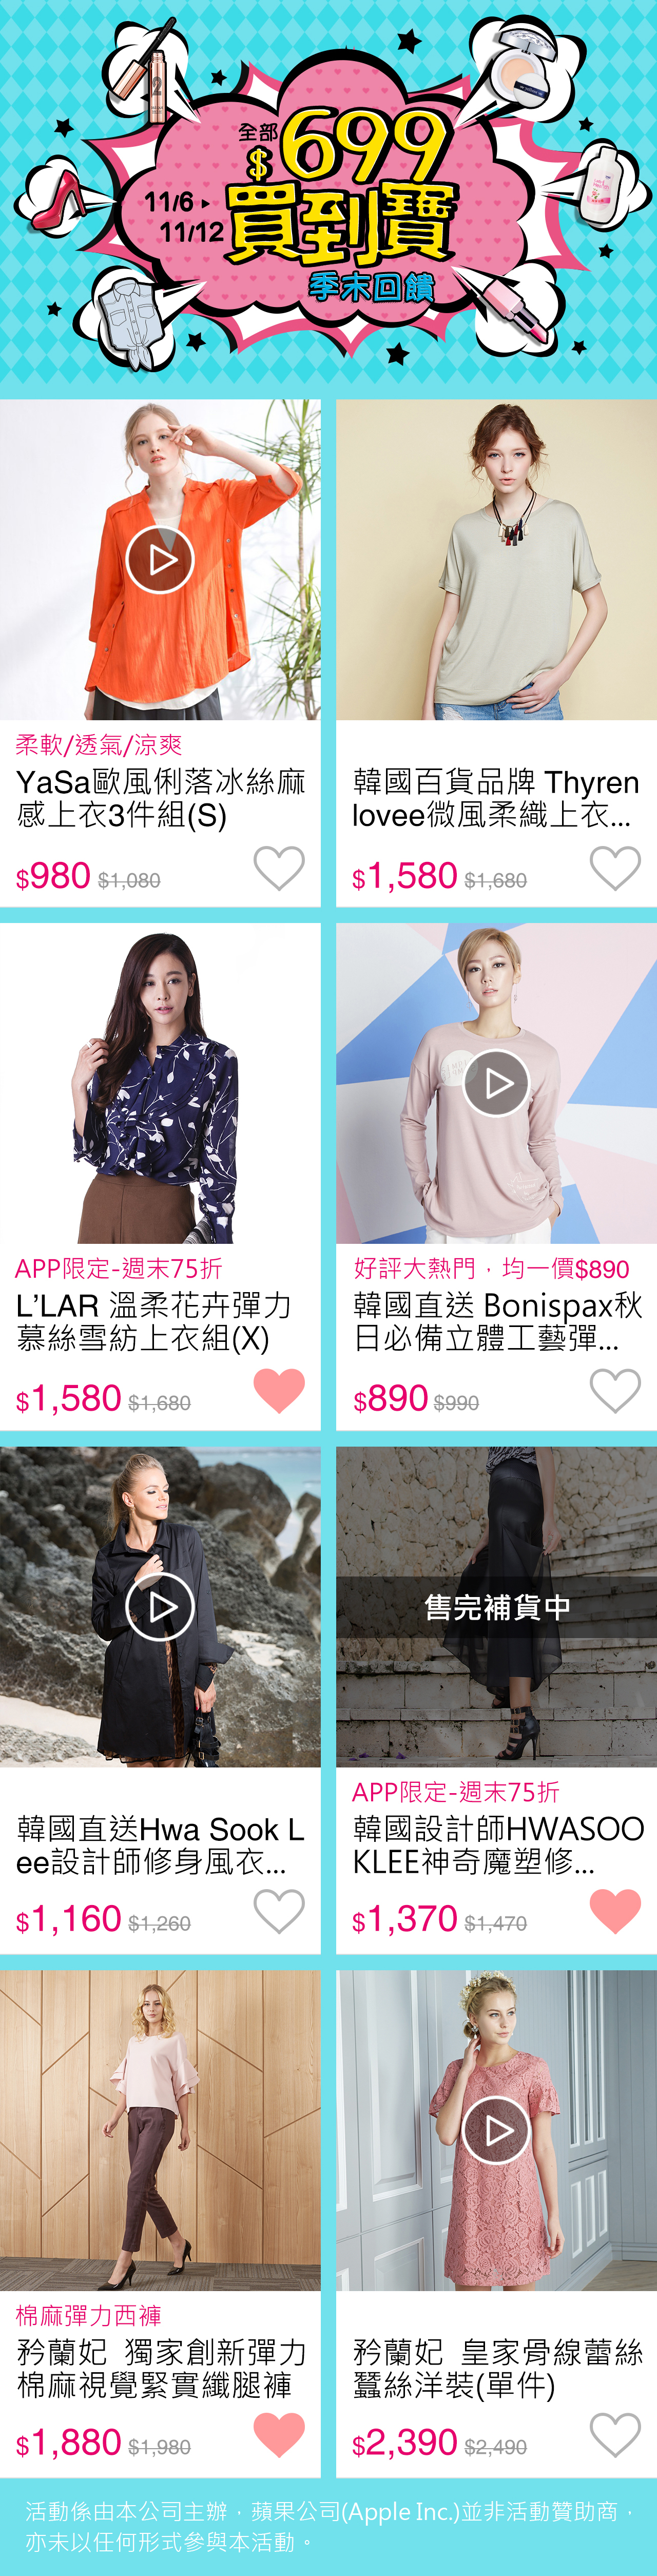 全部
$699
11/6▸
11/12
買到寶
季末回饋
柔軟/透氣/涼爽
YaSa歐風俐落冰絲麻
感上衣3件組(S)
$980 $1,080
韓國百貨品牌 Thyren
lovee微風柔織上衣...
$1,580 $1,680
APP限定-週末75折
L’LAR 溫柔花卉彈力
慕絲雪紡上衣組(X)
$1,580 $1,680
好評大熱門，均一價$890
韓國直送 Bonispax秋
日必備立體工藝彈...
$890 $990
韓國直送Hwa Sook L
ee設計師修身風衣...
$1,160 $1,260
售完補貨中
APP限定-週末75折
韓國設計師HWASOO
KLEE神奇魔塑修...
$1,370 $1,470
棉麻彈力西褲
矜蘭妃 獨家創新彈力
棉麻視覺緊實纖腿褲
$1,880 $1,980
矜蘭妃 皇家骨線蕾絲
蠶絲洋裝(單件)
$2,390 $2,490
活動係由本公司主辦，蘋果公司(Apple Inc.)並非活動贊助商，
亦未以任何形式參與本活動。